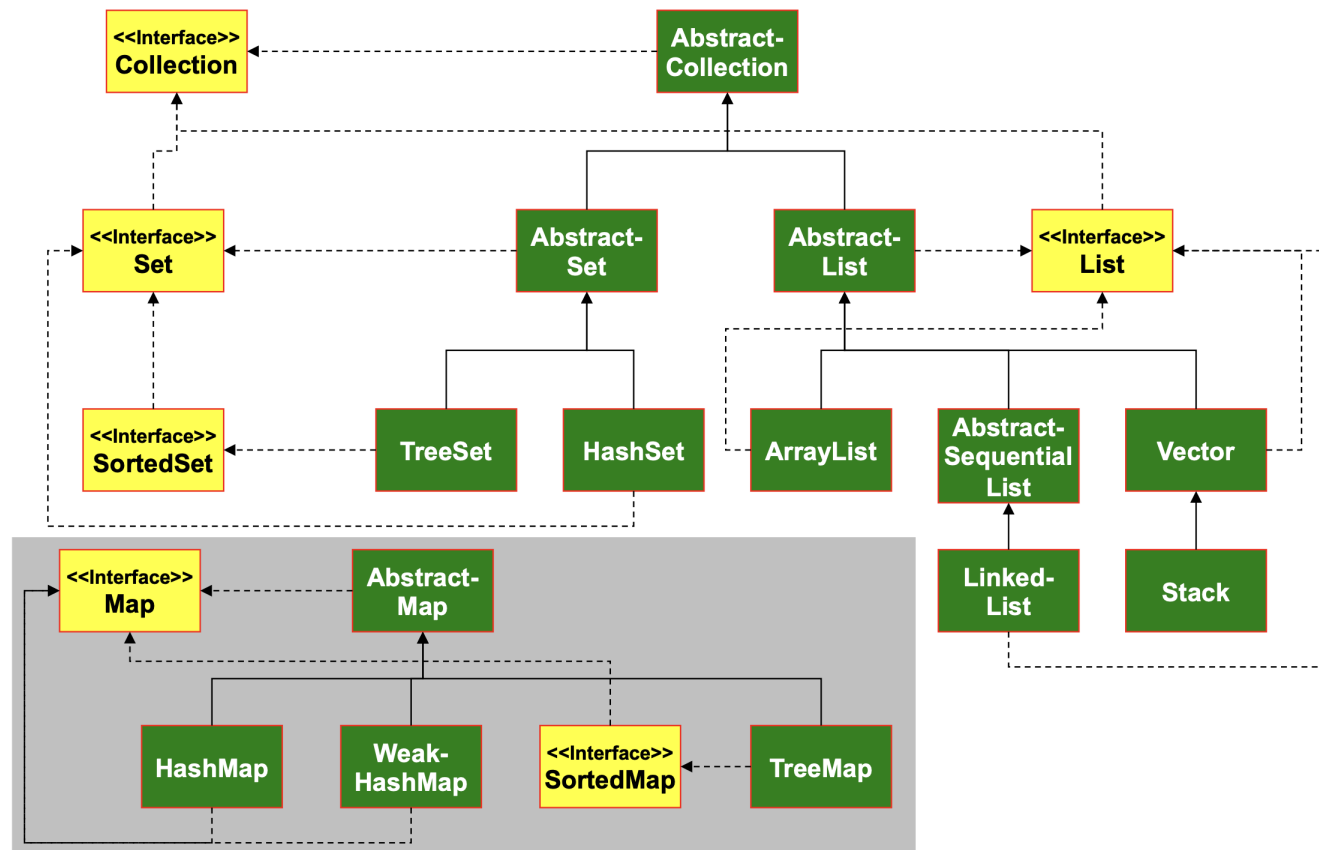 <<Interface>>
Collection
Abstract-
Collection
<<Interface>>
Set
Abstract-
Set
Abstract-
List
<<Interface>>
List
<<Interface>>
SortedSet
TreeSet
HashSet
ArrayList
Abstract-
Sequential
List
Vector
<<Interface>>
Map
Abstract-
Map
Linked-
List
Stack
HashMap
Weak-
HashMap
<<Interface>>
SortedMap
TreeMap